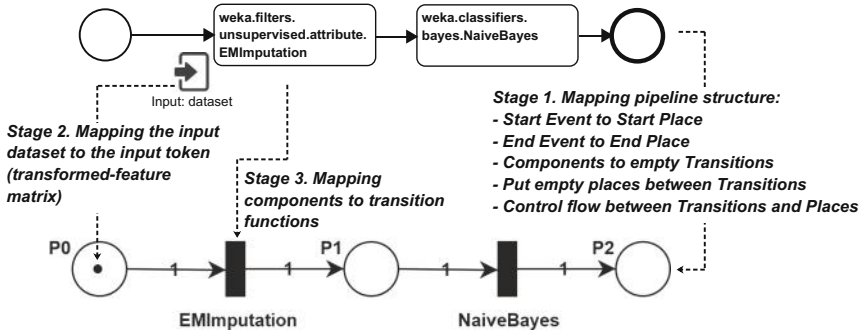 weka.filters.
unsupervised.attribute.
EMImputation
weka.classifiers.
bayes.NaiveBayes
Input: dataset
Stage 2. Mapping the input
dataset to the input token
(transformed-feature
matrix)
Stage 3. Mapping
components to transition
functions
Stage 1. Mapping pipeline structure:
- Start Event to Start Place
- End Event to End Place
- Components to empty Transitions
- Put empty places between Transitions
- Control flow between Transitions and Places
P0
1
1
P1
1
1
P2
EMImputation
NaiveBayes